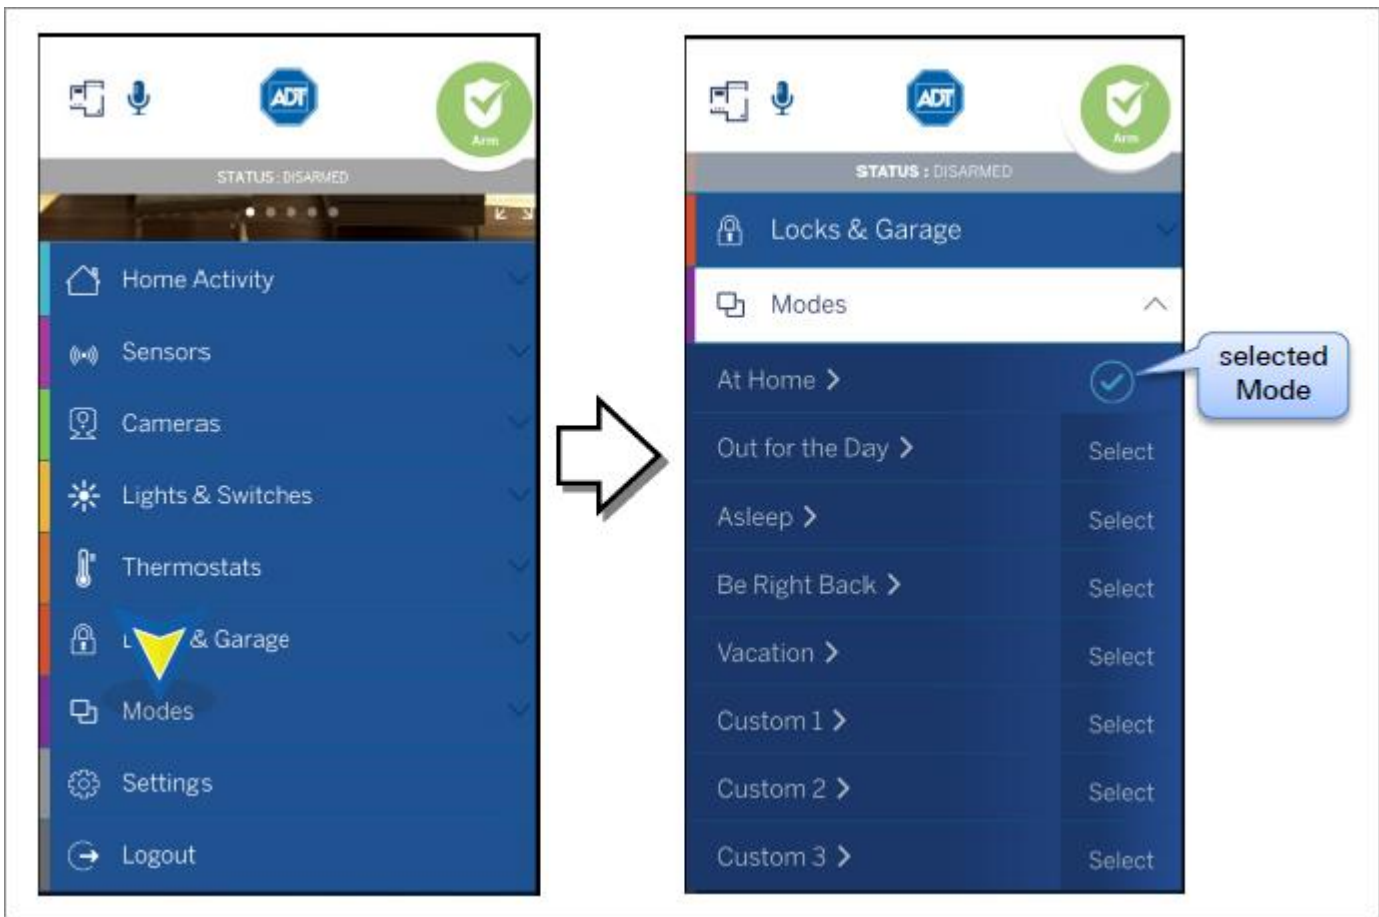 ADT
Arm
STATUS : DISARMED
Home Activity
Sensors
Cameras
Lights & Switches
Thermostats
& Garage
Modes
Settings
Logout
ADT
Arm
STATUS : DISARMED
Locks & Garage
Modes
At Home >
selected
Mode
Out for the Day > Select
Asleep > Select
Be Right Back > Select
Vacation > Select
Custom 1 > Select
Custom 2 > Select
Custom 3 > Select